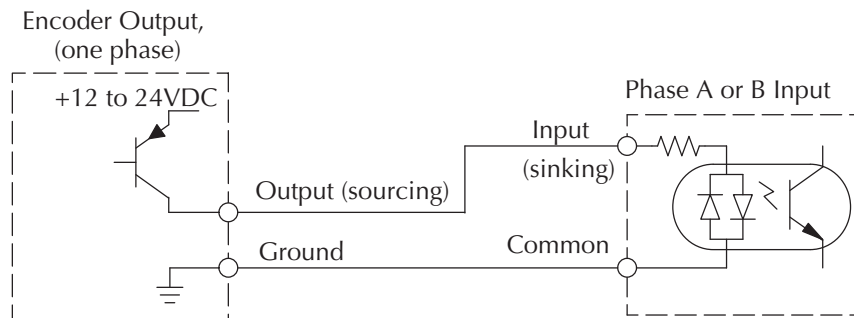 Encoder Output,
(one phase)
+12 to 24VDC
Output (sourcing)
Ground
Phase A or B Input
Input
(sinking)
Common